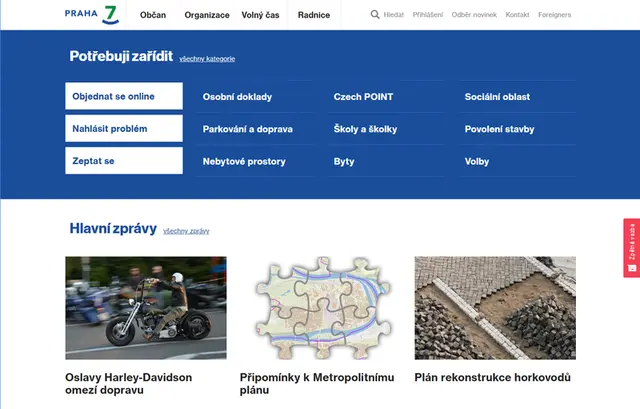 PRAHA 7
Občan Organizace Volný čas Radnice Hledat Přihlášení Odběr novinek Kontakt Foreigners
Potřebuji zařídit všechny kategorie
Objednat se online Osobní doklady Czech POINT Sociální oblast
Nahlásit problém Parkování a doprava Školy a školky Povolení stavby
Zeptat se Nebytové prostory Byty Volby
Hlavní zprávy všechny zprávy
Zpětná vazba
Oslavy Harley-Davidson
omezí dopravu
Připomínky k Metropolitnímu
plánu
Plán rekonstrukce horkovodů